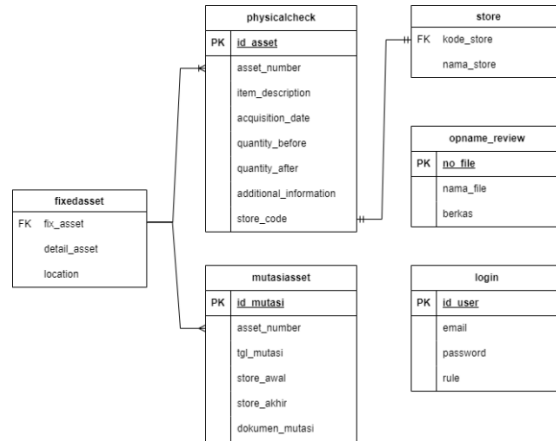 physicalcheck
PK id_asset
asset_number
item_description
acquisition_date
quantity_before
quantity_after
additional_information
store_code
store
FK kode_store
nama_store
opname_review
PK no_file
nama_file
berkas
fixedasset
FK fix_asset
detail_asset
location
mutasiasset
PK id_mutasi
asset_number
tgl_mutasi
store_awal
store_akhir
dokumen_mutasi
login
PK id_user
email
password
rule